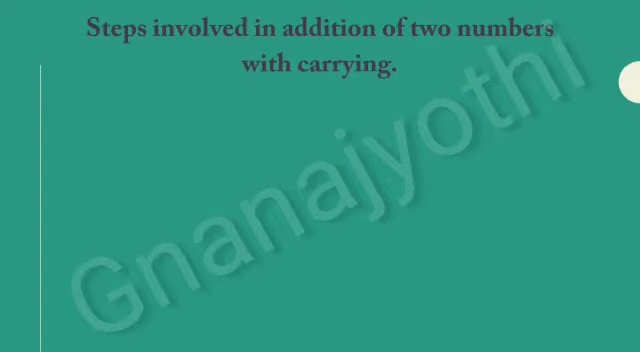 Steps involved in addition of two numbers
with carrying.
Gnanajyothi